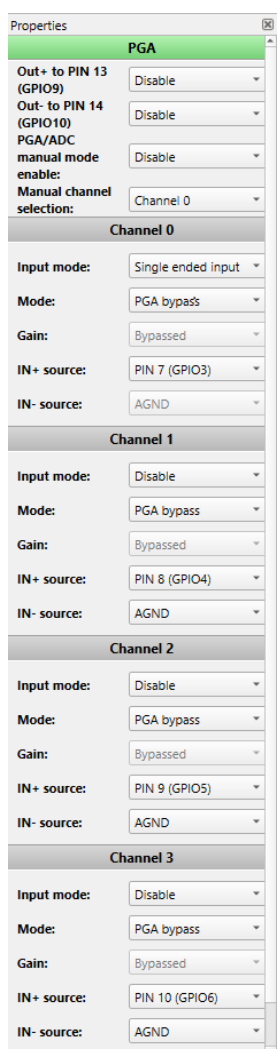 Properties
PGA
Out+ to PIN 13 Disable
(GPIO9)
Out- to PIN 14 Disable
(GPIO10)
PGA/ADC
manual mode Disable
enable:
Manual channel Channel 0
selection:
Channel 0
Input mode: Single ended input
Mode: PGA bypass
Gain: Bypassed
IN+ source: PIN 7 (GPIO3)
IN- source: AGND
Channel 1
Input mode: Disable
Mode: PGA bypass
Gain: Bypassed
IN+ source: PIN 8 (GPIO4)
IN- source: AGND
Channel 2
Input mode: Disable
Mode: PGA bypass
Gain: Bypassed
IN+ source: PIN 9 (GPIO5)
IN- source: AGND
Channel 3
Input mode: Disable
Mode: PGA bypass
Gain: Bypassed
IN+ source: PIN 10 (GPIO6)
IN- source: AGND